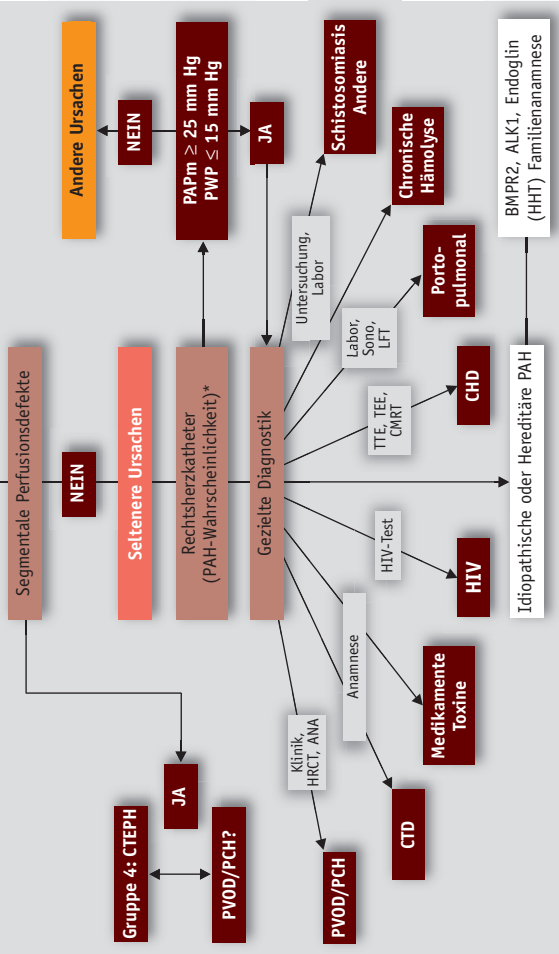 Segmentale Perfusionsdefekte
NEIN
JA
Gruppe 4: CTEPH
PVOD/PCH?
Seltenere Ursachen
Andere Ursachen
NEIN
Rechtsherzkatheter
(PAH-Wahrscheinlichkeit)*
PAPm ≥ 25 mm Hg
PWP ≤ 15 mm Hg
JA
Gezielte Diagnostik
Klinik,
HRCT, ANA
Anamnese
HIV-Test
TTE, TEE,
CMRT
Labor,
Sono,
LFT
Untersuchung,
Labor
PVOD/PCH
CTD
Medikamente
Toxine
HIV
CHD
Porto-
pulmonal
Chronische
Hämolyse
Schistosomiasis
Andere
Idiopathische oder Hereditäre PAH
BMPR2, ALK1, Endoglin
(HHT) Familienanamnese